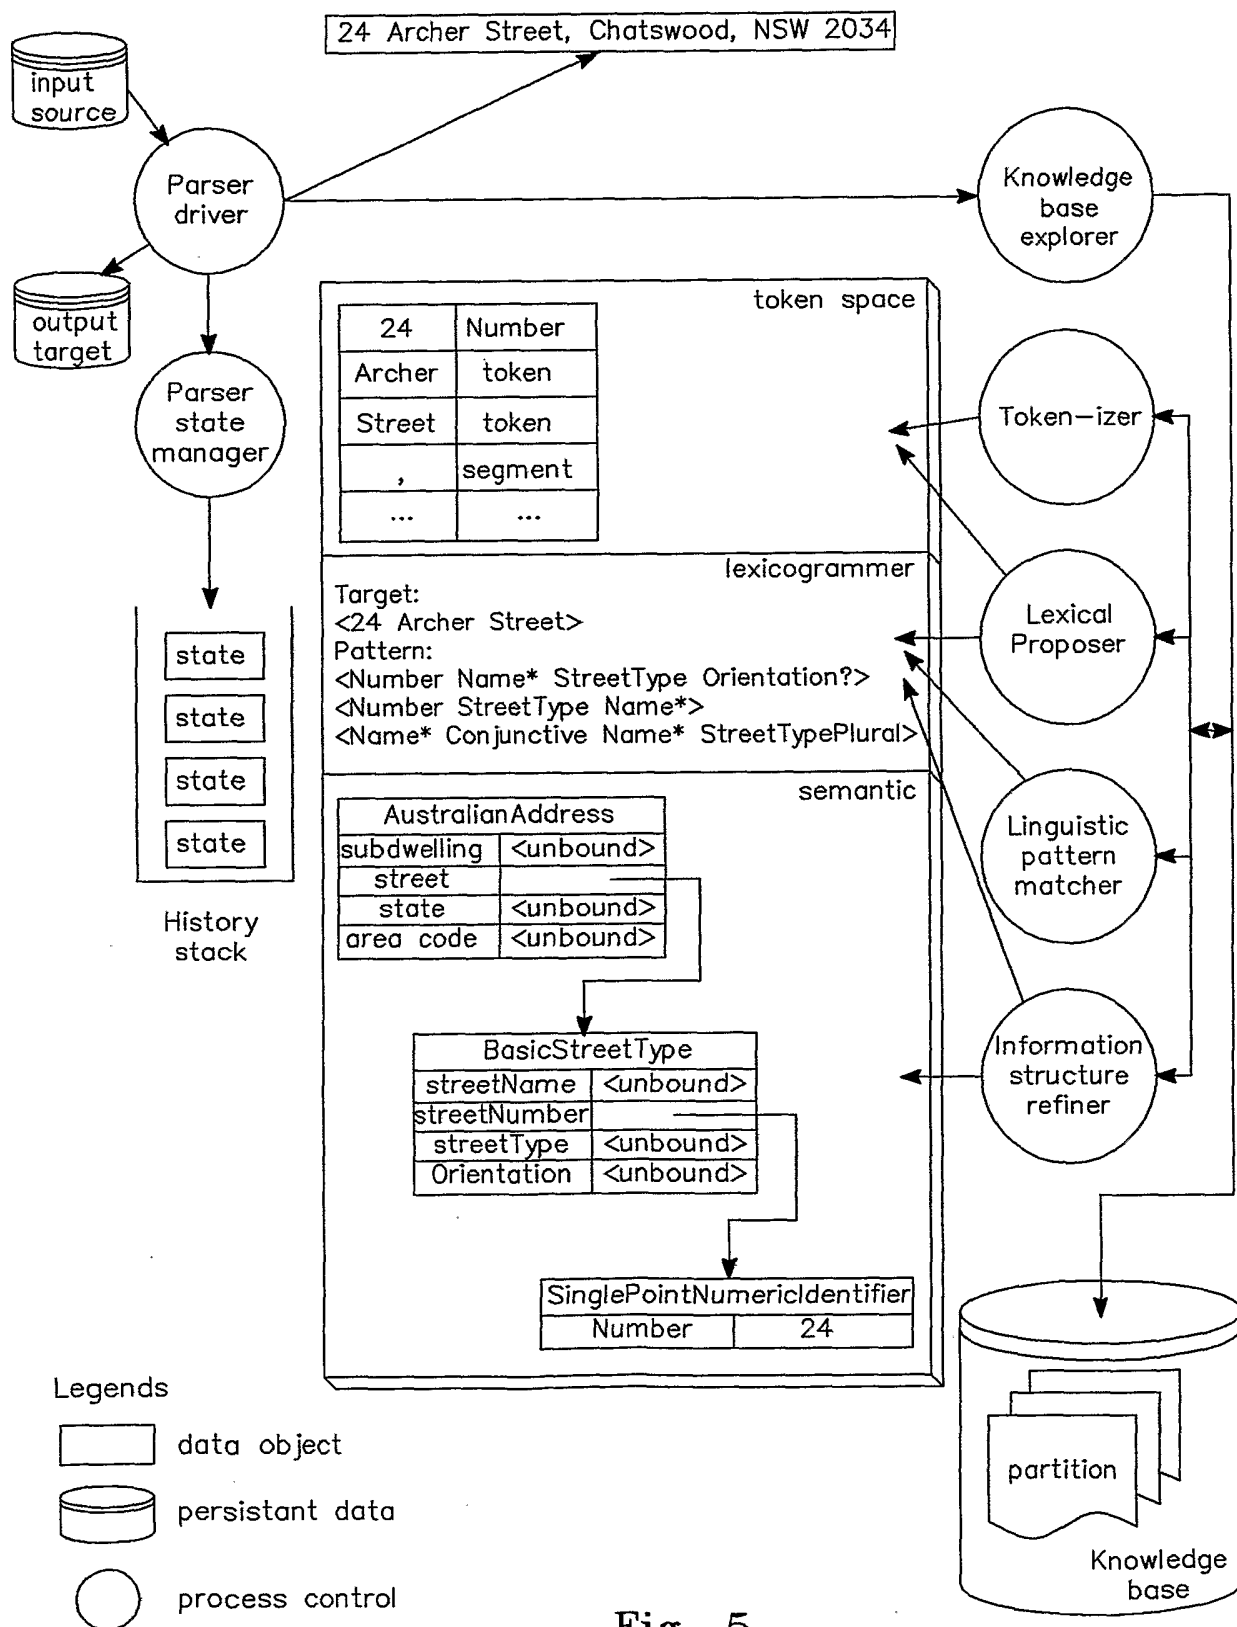 24 Archer Street, Chatswood, NSW 2034
input
source
Parser
driver
Knowledge
base
explorer
output
target
Parser
state
manager
token space
24 Number
Archer token
Street token
, segment
... ...
Token-izer
lexicogrammer
Target:
<24 Archer Street>
Pattern:
<Number Name* StreetType Orientation?>
<Number StreetType Name*>
<Name* Conjunctive Name* StreetTypePlural>
Lexical
Proposer
state
state
state
state
History
stack
semantic
AustralianAddress
subdwelling <unbound>
street
state <unbound>
area code <unbound>
Linguistic
pattern
matcher
BasicStreetType
streetName <unbound>
streetNumber
streetType <unbound>
Orientation <unbound>
Information
structure
refiner
SinglePointNumericIdentifier
Number 24
Legends
data object
persistant data
process control
partition
Knowledge
base
Fig. 5